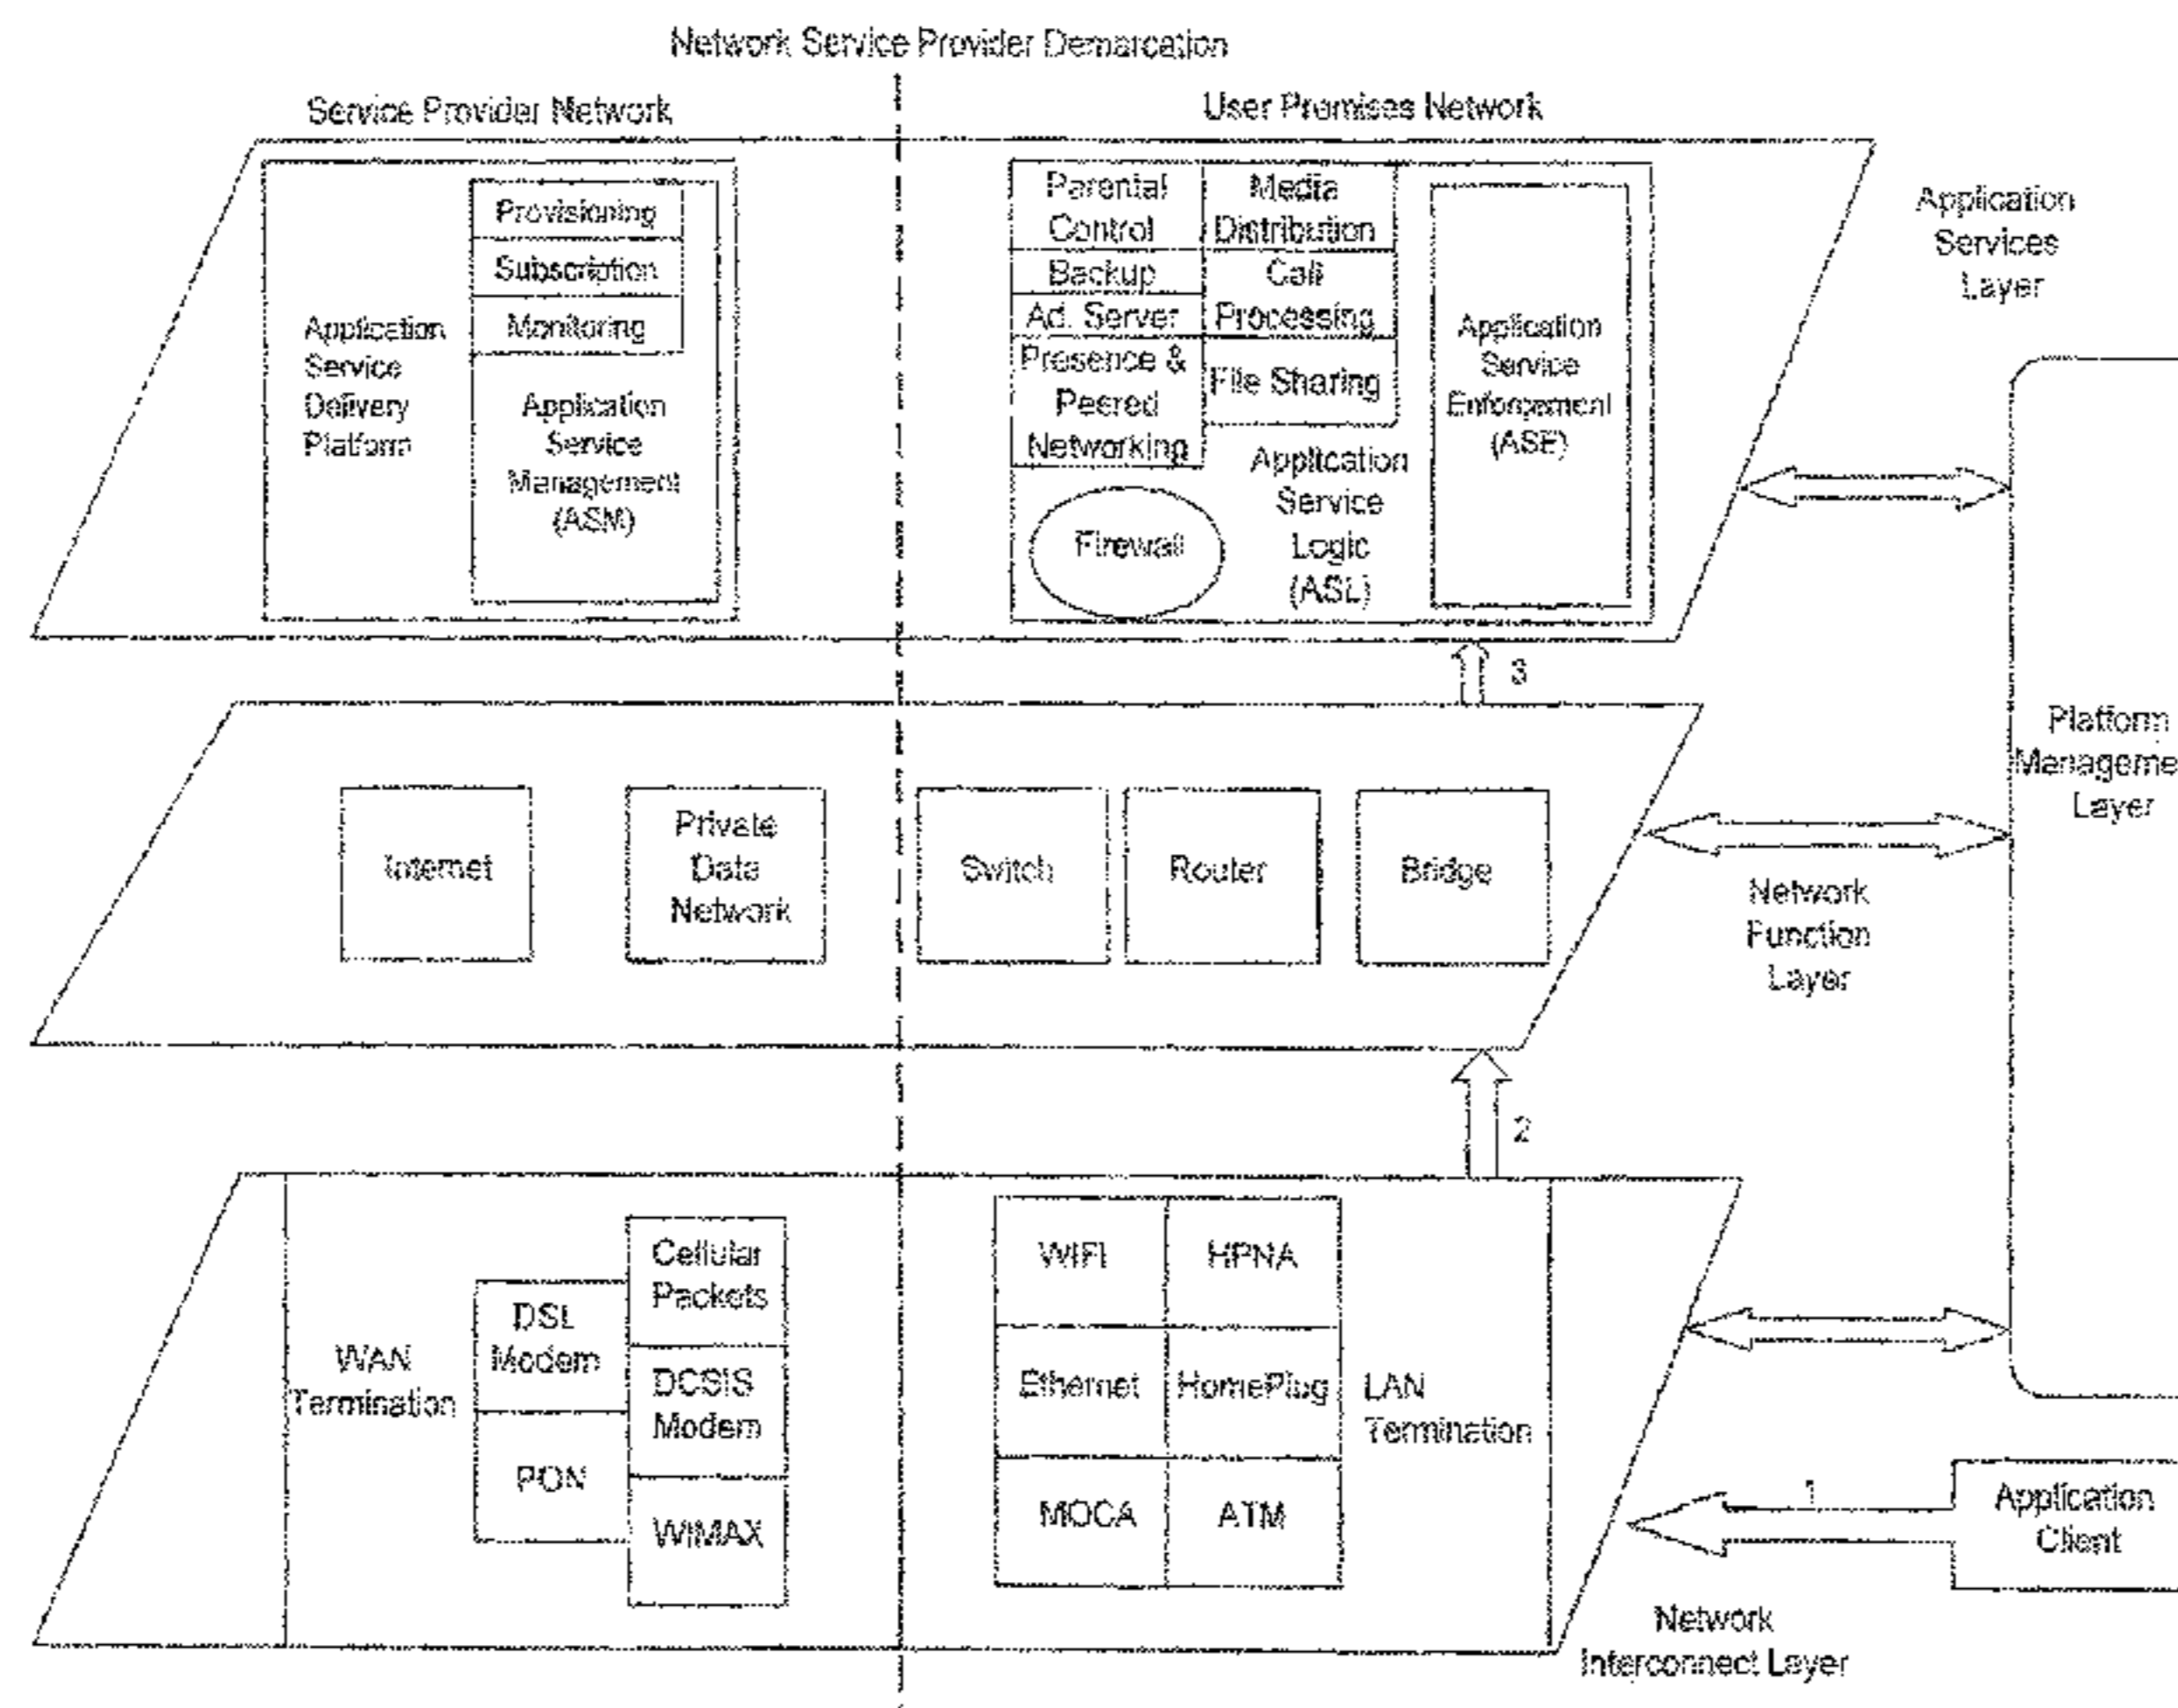 Network Service Provider Demarcation
Service Provider Network
User Premises Network
Provisioning
Subscription
Monitoring
Application
Service
Delivery
Platform
Application
Service
Management
(ASM)
Parental
Control
Media
Distribution
Backup
Call
Processing
Ad. Server
Presence &
Peered
Networking
File Sharing
Firewall
Application
Service
Logic
(ASL)
Application
Service
Enforcement
(ASE)
Application
Services
Layer
3
Internet
Private
Data
Network
Switch
Router
Bridge
Network
Function
Layer
Platform
Manageme
Layer
2
WAN
Termination
DSL
Modem
PON
Cellular
Packets
DCSIS
Modem
WIMAX
WIFI
HPNA
Ethernet
HomePlug
MOCA
ATM
LAN
Termination
1
Application
Client
Network
Interconnect Layer